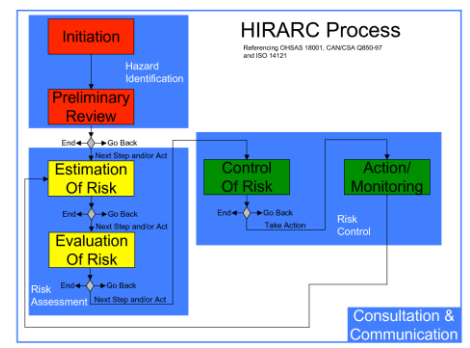 HIRARC Process
Referencing OHSAS 18001, CAN/CSA Q850-97
and ISO 14121
Initiation
Hazard
Identification
Preliminary
Review
End
Go Back
Next Step and/or Act
Estimation
Of Risk
End
Go Back
Next Step and/or Act
Evaluation
Of Risk
End
Go Back
Risk
Assessment
Next Step and/or Act
Control
Of Risk
End
Go Back
Take Action
Action/
Monitoring
Risk
Control
Consultation &
Communication